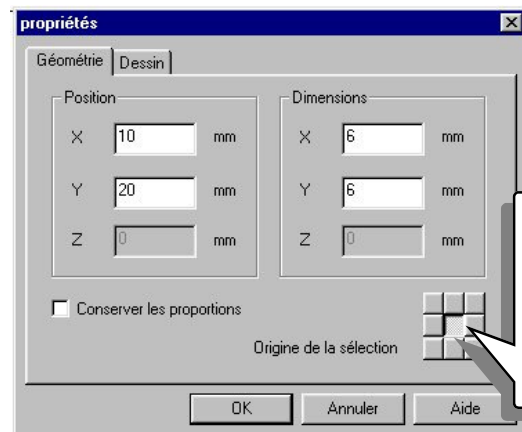 propriétés
Géométrie Dessin
Position Dimensions
X 10 mm X 6 mm
Y 20 mm Y 6 mm
Z 0 mm Z 0 mm
Conserver les proportions
Origine de la sélection
OK Annuler Aide